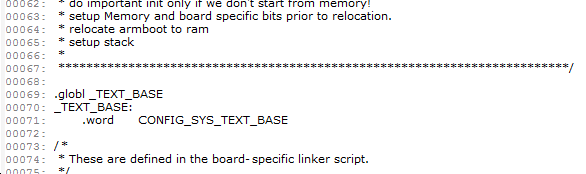 00062: * do important init only if we don't start from memory!
00063: * setup Memory and board specific bits prior to relocation.
00064: * relocate armboot to ram
00065: * setup stack
00066: *
00067: *************************************************************************/
00068:
00069: .globl _TEXT_BASE
00070: _TEXT_BASE:
00071: .word CONFIG_SYS_TEXT_BASE
00072:
00073: /*
00074: * These are defined in the board-specific linker script.
00075: */